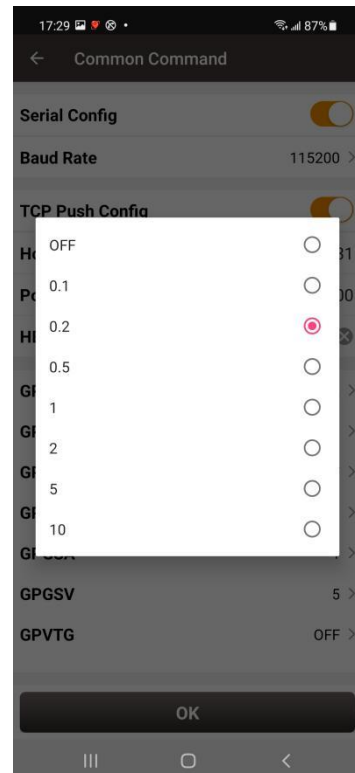 17:29 87%
Common Command
Serial Config
Baud Rate 115200
TCP Push Config
OFF
0.1
0.2
0.5
1
2
5
10
GPGSV 5
GPVTG OFF
OK